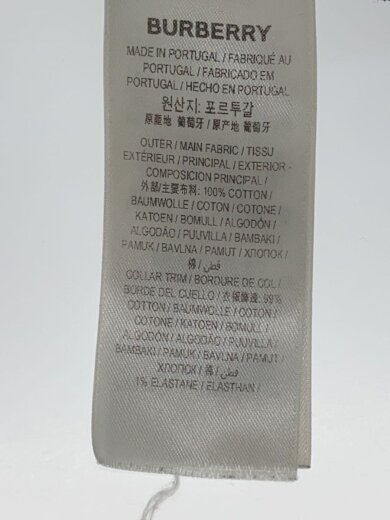 BURBERRY
MADE IN PORTUGAL / FABRIQUÉ AU
PORTUGAL / FABRICADO EM
PORTUGAL / HECHO EN PORTUGAL
원산지: 포르투갈
原產地 葡萄牙 / 原产地 葡萄牙
OUTER / MAIN FABRIC / TISSU
EXTÉRIEUR / PRINCIPAL / EXTERIOR -
COMPOSICIÓN PRINCIPAL /
外部/主要布料: 100% COTTON /
BAUMWOLLE / COTON / COTONE /
KATOEN / BOMULL / ALGODÓN /
ALGODÃO / PUUVILLA / BAMBAKI /
PAMUK / BAVLNA / PAMUT / ХЛОПОК /
棉 / قطن /
COLLAR TRIM / BORDURE DE COL /
BORDE DEL CUELLO / 衣領飾邊: 99%
COTTON / BAUMWOLLE / COTON /
COTONE / KATOEN / BOMULL /
ALGODÓN / ALGODÃO / PUUVILLA /
BAMBAKI / PAMUK / BAVLNA / PAMUT /
ХЛОПОК / 棉 / قطن /
1% ELASTANE / ELASTHAN /